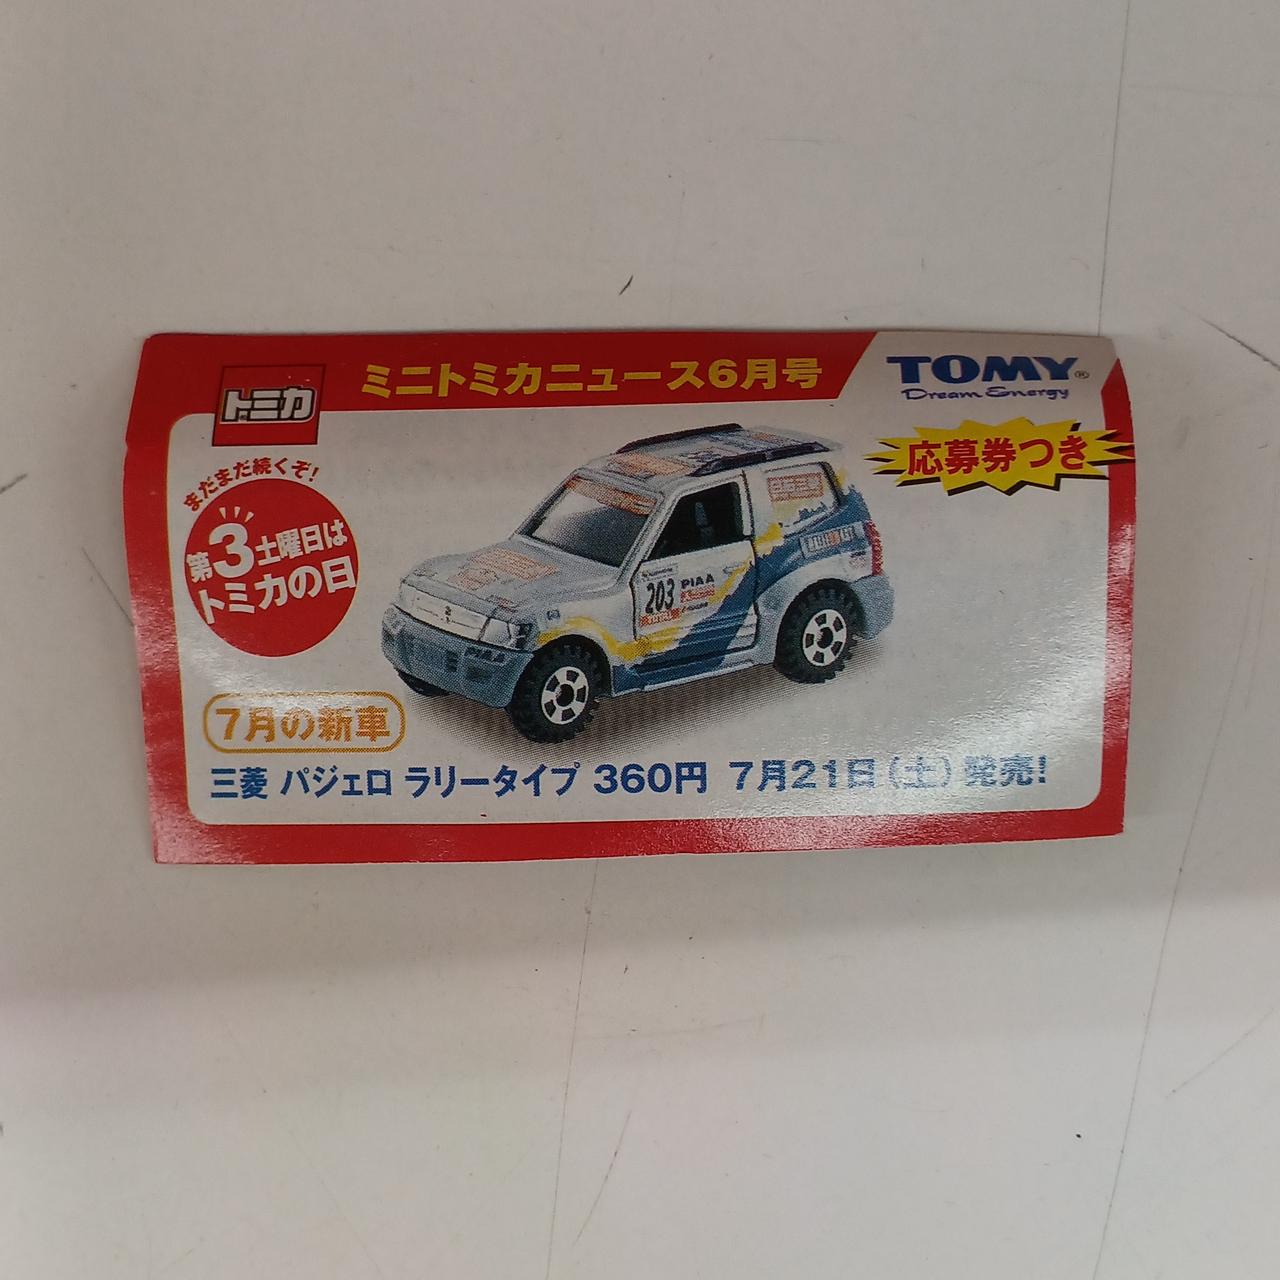 トミカ
ミニトミカニュース6月号
TOMY®
Dream Energy
応募券つき
まだまだ続くぞ!
第3土曜日は
トミカの日
203
PIAA
PIAA
7月の新車
三菱 パジェロ ラリータイプ 360円 7月21日(土)発売!